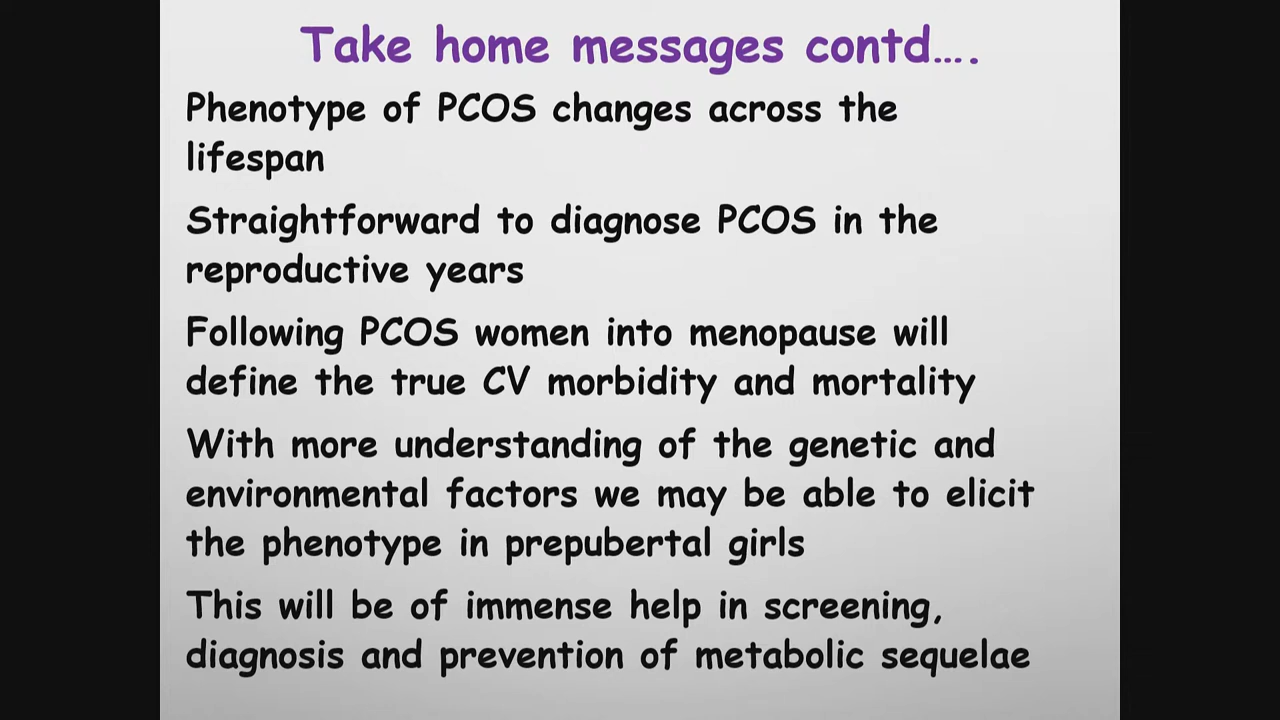 Take home messages contd….
Phenotype of PCOS changes across the
lifespan
Straightforward to diagnose PCOS in the
reproductive years
Following PCOS women into menopause will
define the true CV morbidity and mortality
With more understanding of the genetic and
environmental factors we may be able to elicit
the phenotype in prepubertal girls
This will be of immense help in screening,
diagnosis and prevention of metabolic sequelae